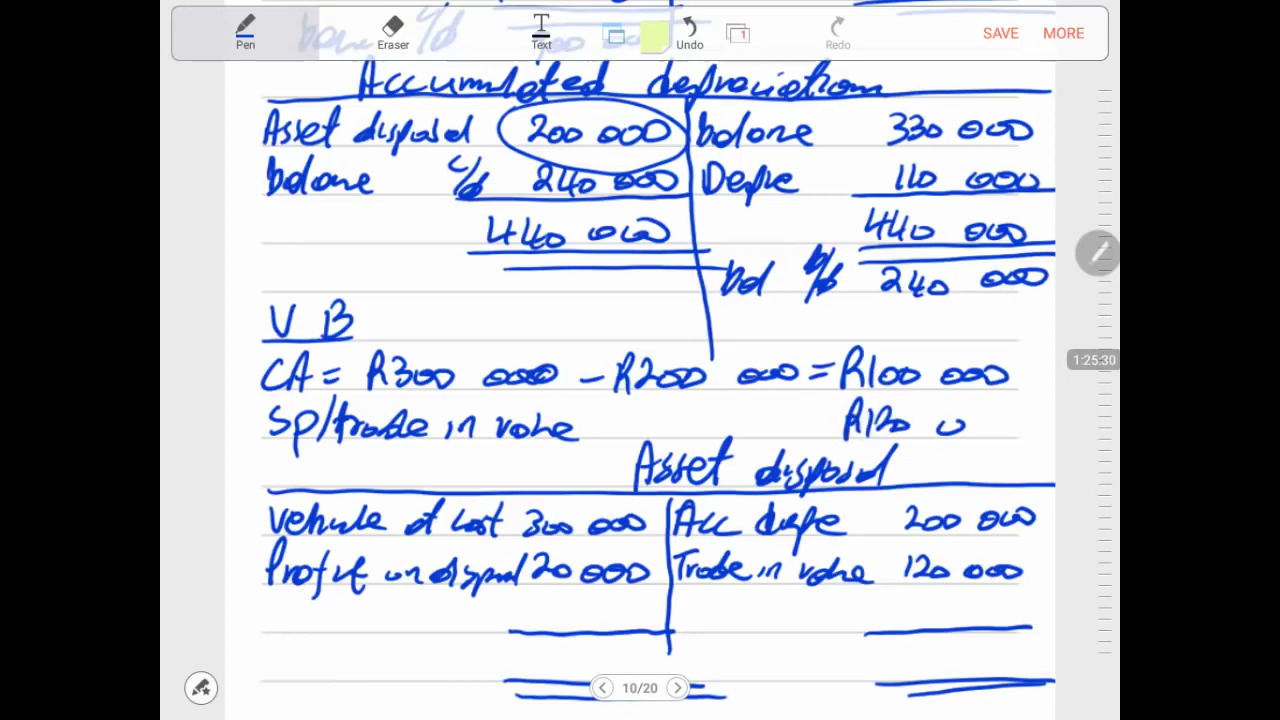 Pen Eraser Text 1 Undo Redo SAVE MORE
Accumulated depreciation
Asset disposal 200 000 balance 330 000
balance c/d 240 000 Depre 110 000
440 000 440 000
bal b/d 240 000
V B
CA = R300 000 - R200 000 = R100 000
1:25:30
SP/trade in value R120 0
Asset disposal
Vehicle at cost 300 000 Acc depre 200 000
Profit on disposal 20 000 Trade in value 120 000
10/20